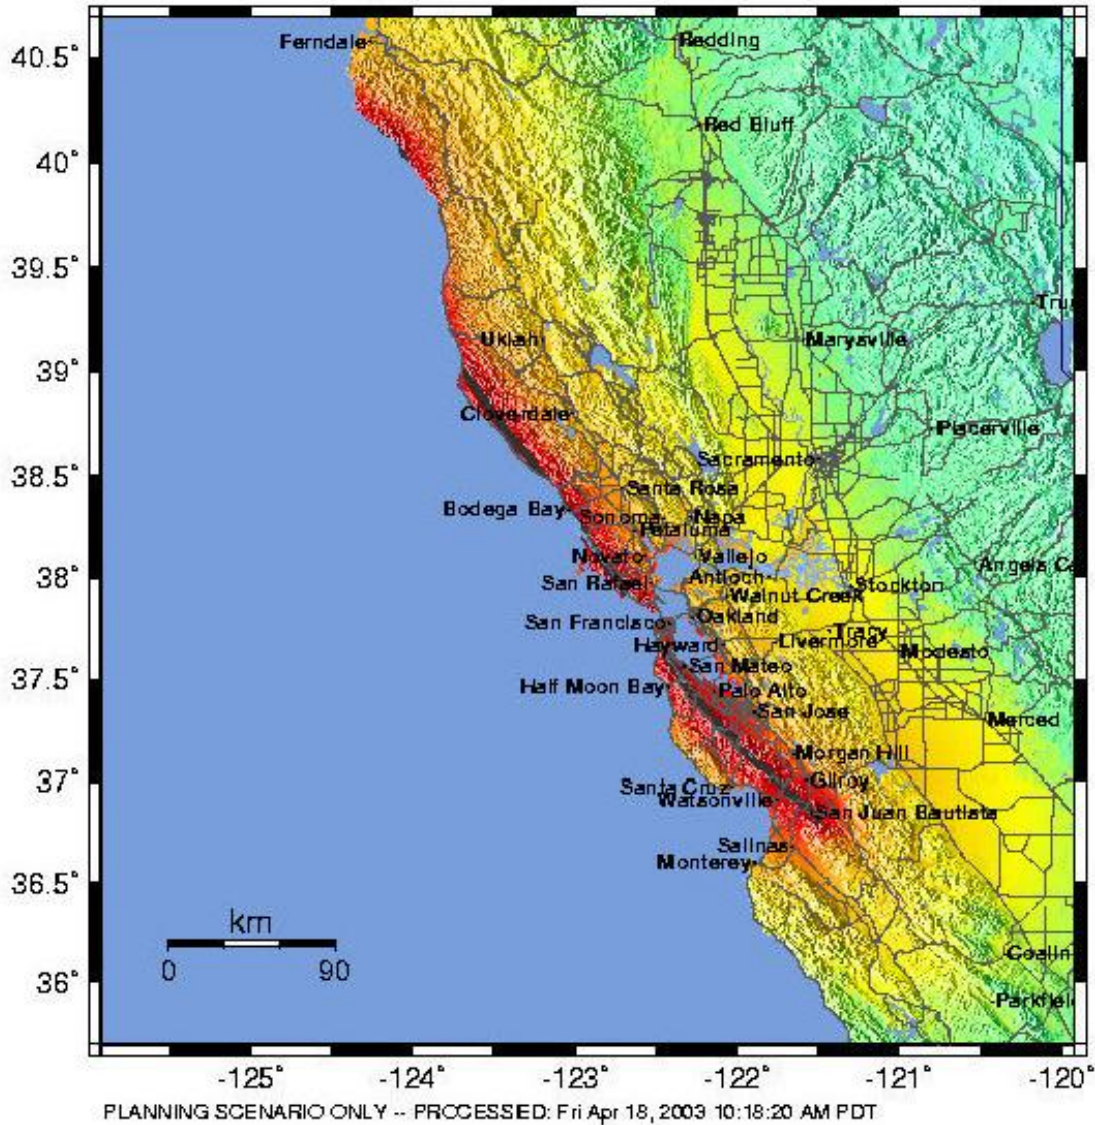 Ferndale
Redding
40.5°
Red Bluff
40°
39.5°
Tru
Ukiah
Marysville
39°
Cloverdale
Placerville
Sacramento
38.5°
Santa Rosa
Bodega Bay
Sonoma
Napa
Petaluma
Novato
Vallejo
Angels Ca
38°
San Rafael
Antioch
Stockton
Walnut Creek
San Francisco
Oakland
Tracy
Hayward
Livermore
Modesto
San Mateo
37.5°
Half Moon Bay
Palo Alto
San Jose
Merced
Morgan Hill
37°
Santa Cruz
Gilroy
Watsonville
San Juan Bautista
Salinas
Monterey
36.5°
km
0
90
Coalin
36°
Parkfiel
-125°
-124°
-123°
-122°
-121°
-120°
PLANNING SCENARIO ONLY -- PROCESSED: Fri Apr 18, 2003 10:18:20 AM PDT